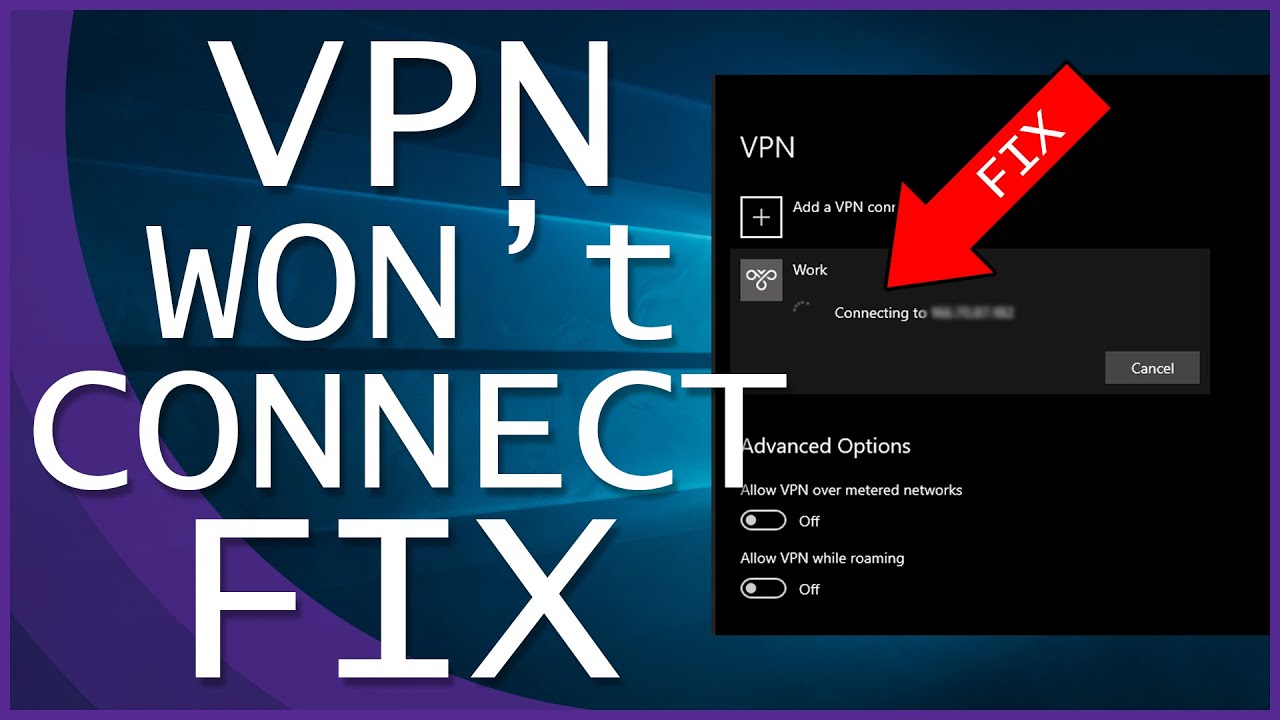 VPN
WON't
CONNECT
FIX
FIX
VPN
Add a VPN
Work
Connecting to
Cancel
Advanced Options
Allow VPN over metered networks
Off
Allow VPN while roaming
Off